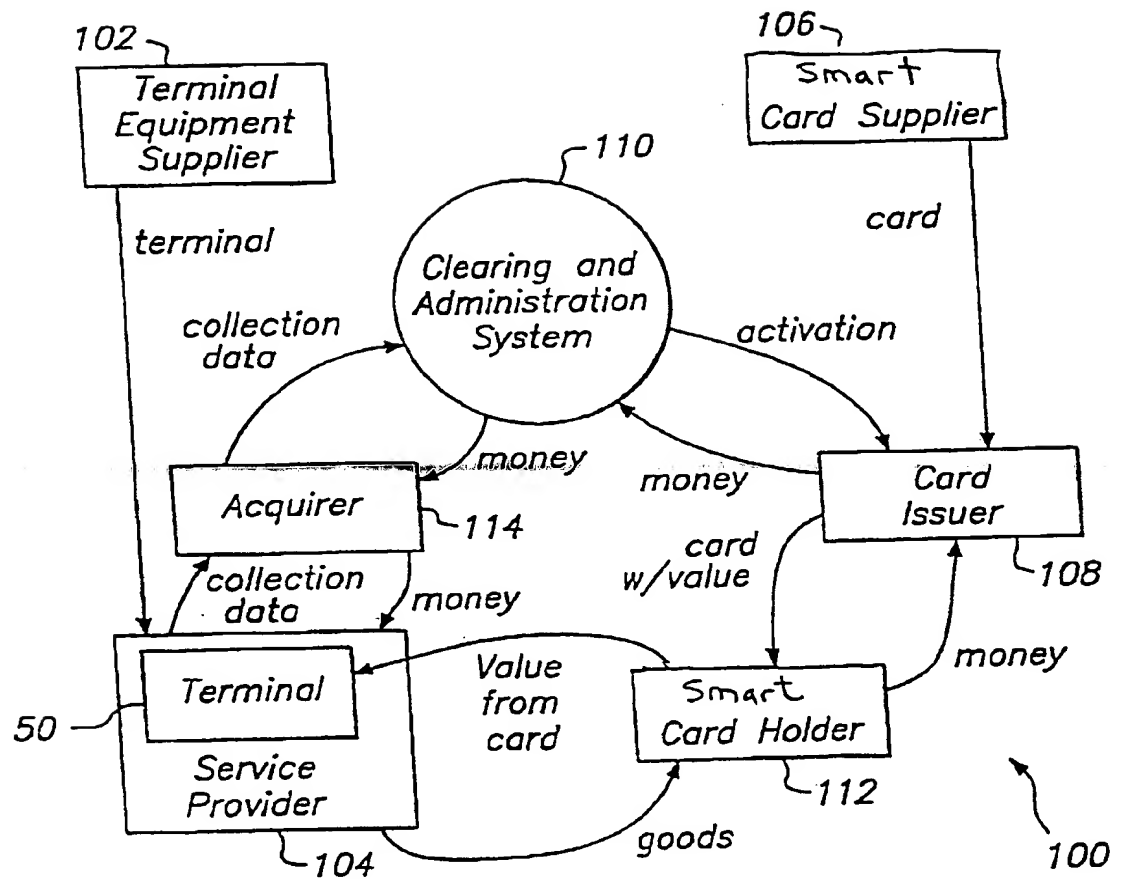 102
Terminal
Equipment
Supplier
106
Smart
Card Supplier
110
terminal
card
Clearing and
Administration
System
collection
data
activation
money
money
Acquirer
114
Card
Issuer
108
collection
data
money
card
w/value
money
Terminal
50
Value
from
card
Smart
Card Holder
112
Service
Provider
104
goods
100